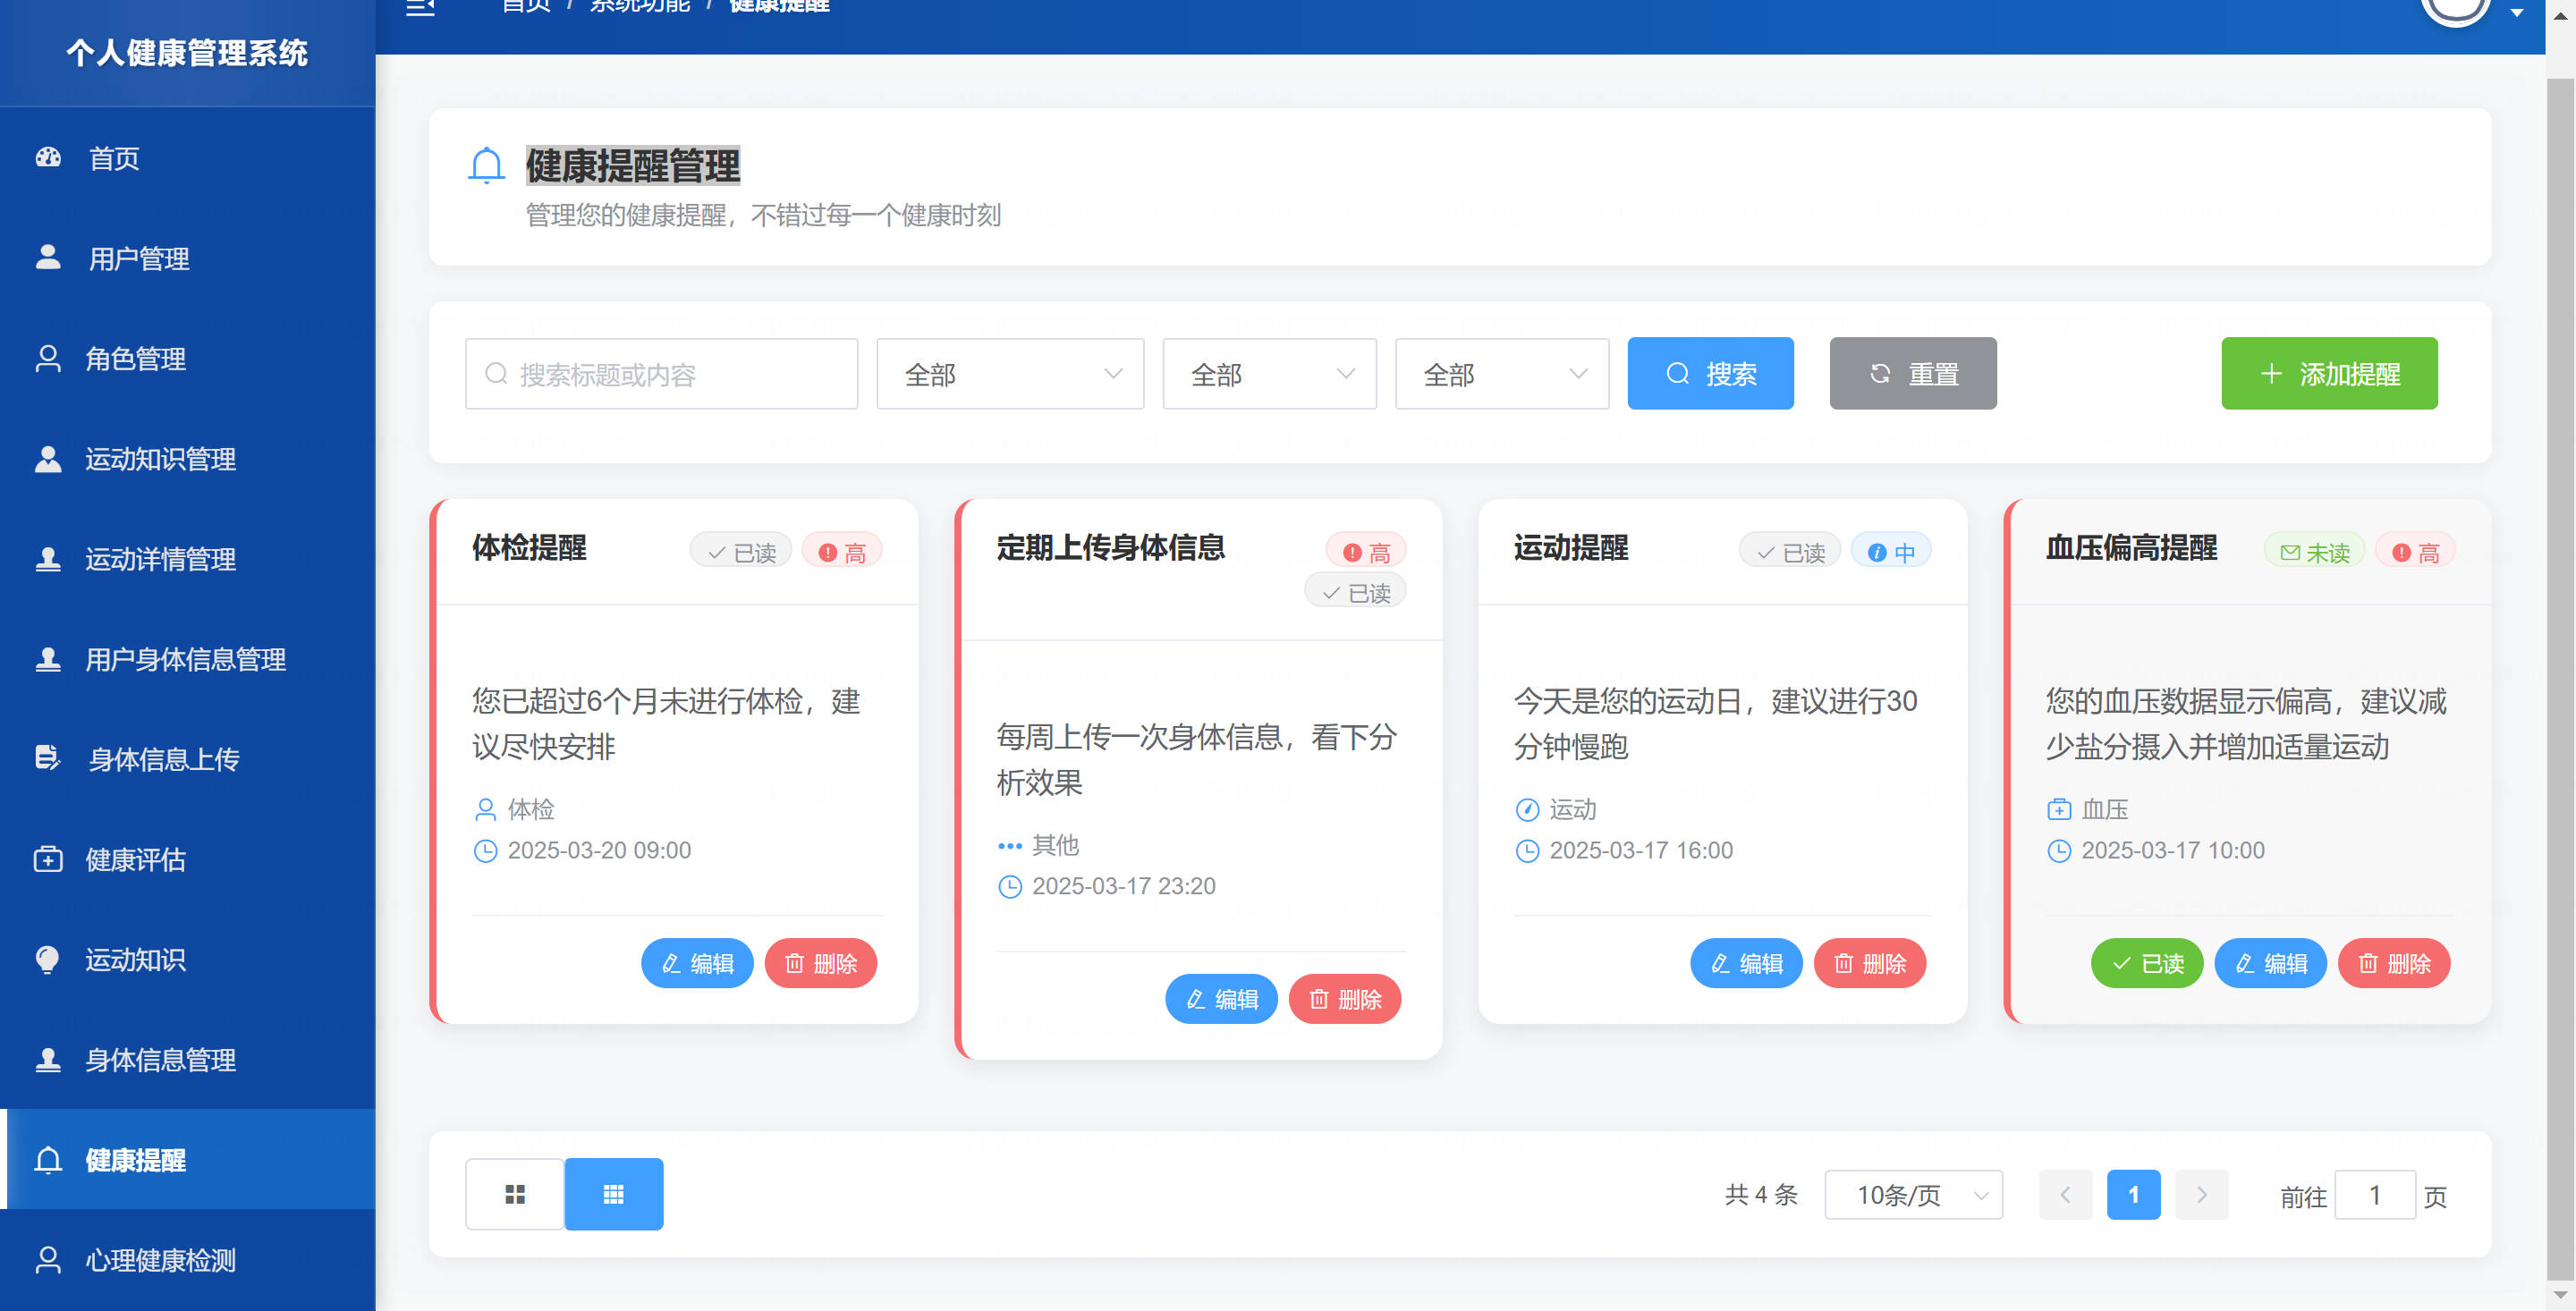 首页 / 系统功能 / 健康提醒
个人健康管理系统
首页
用户管理
角色管理
运动知识管理
运动详情管理
用户身体信息管理
身体信息上传
健康评估
运动知识
身体信息管理
健康提醒
心理健康检测
健康提醒管理
管理您的健康提醒，不错过每一个健康时刻
搜索标题或内容
全部
全部
全部
搜索
重置
添加提醒
体检提醒
已读
高
您已超过6个月未进行体检，建
议尽快安排
体检
2025-03-20 09:00
编辑
删除
定期上传身体信息
高
已读
每周上传一次身体信息，看下分
析效果
其他
2025-03-17 23:20
编辑
删除
运动提醒
已读
中
今天是您的运动日，建议进行30
分钟慢跑
运动
2025-03-17 16:00
编辑
删除
血压偏高提醒
未读
高
您的血压数据显示偏高，建议减
少盐分摄入并增加适量运动
血压
2025-03-17 10:00
已读
编辑
删除
共 4 条
10条/页
1
前往 1 页